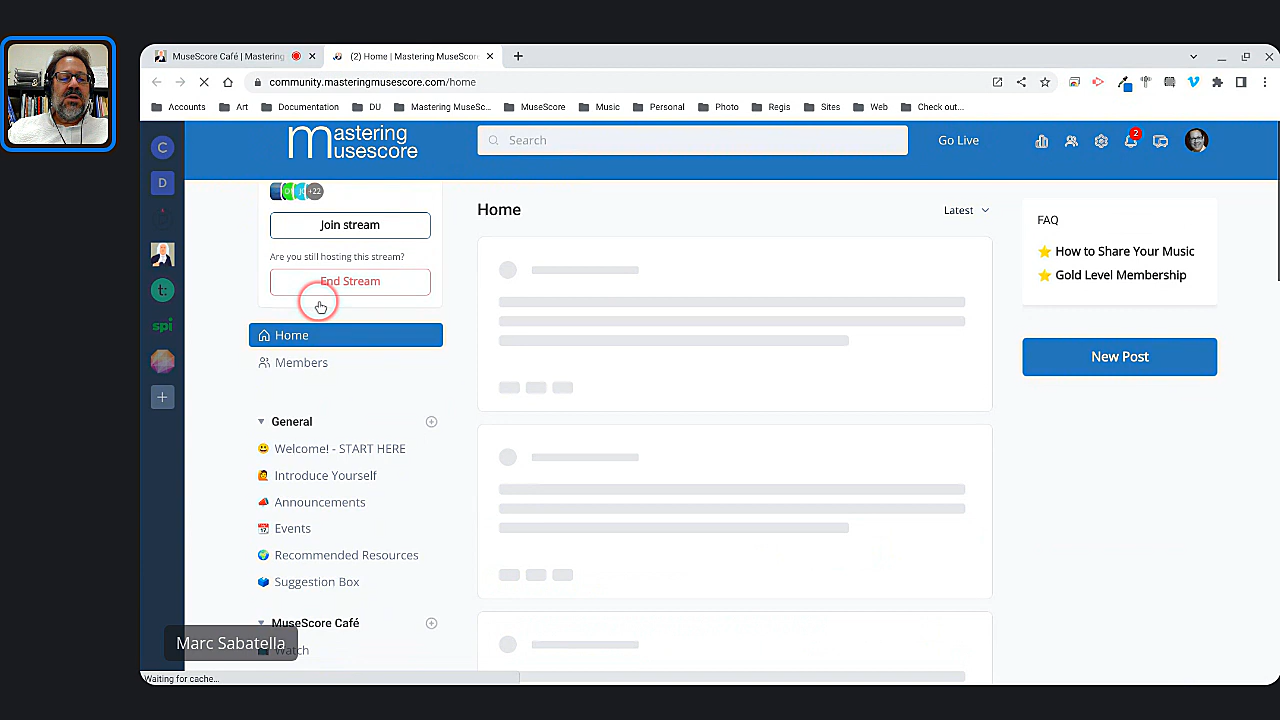 MuseScore Café | Mastering
(2) Home | Mastering MuseScor
community.masteringmusescore.com/home
Accounts
Art
Documentation
DU
Mastering MuseSc...
MuseScore
Music
Personal
Photo
Regis
Sites
Web
Check out...
C
D
t:
spi
mastering
musescore
Search
Go Live
2
+22
Join stream
Are you still hosting this stream?
End Stream
Home
Members
General
Welcome! - START HERE
Introduce Yourself
Announcements
Events
Recommended Resources
Suggestion Box
MuseScore Café
Watch
Home
Latest
FAQ
How to Share Your Music
Gold Level Membership
New Post
Marc Sabatella
Waiting for cache...